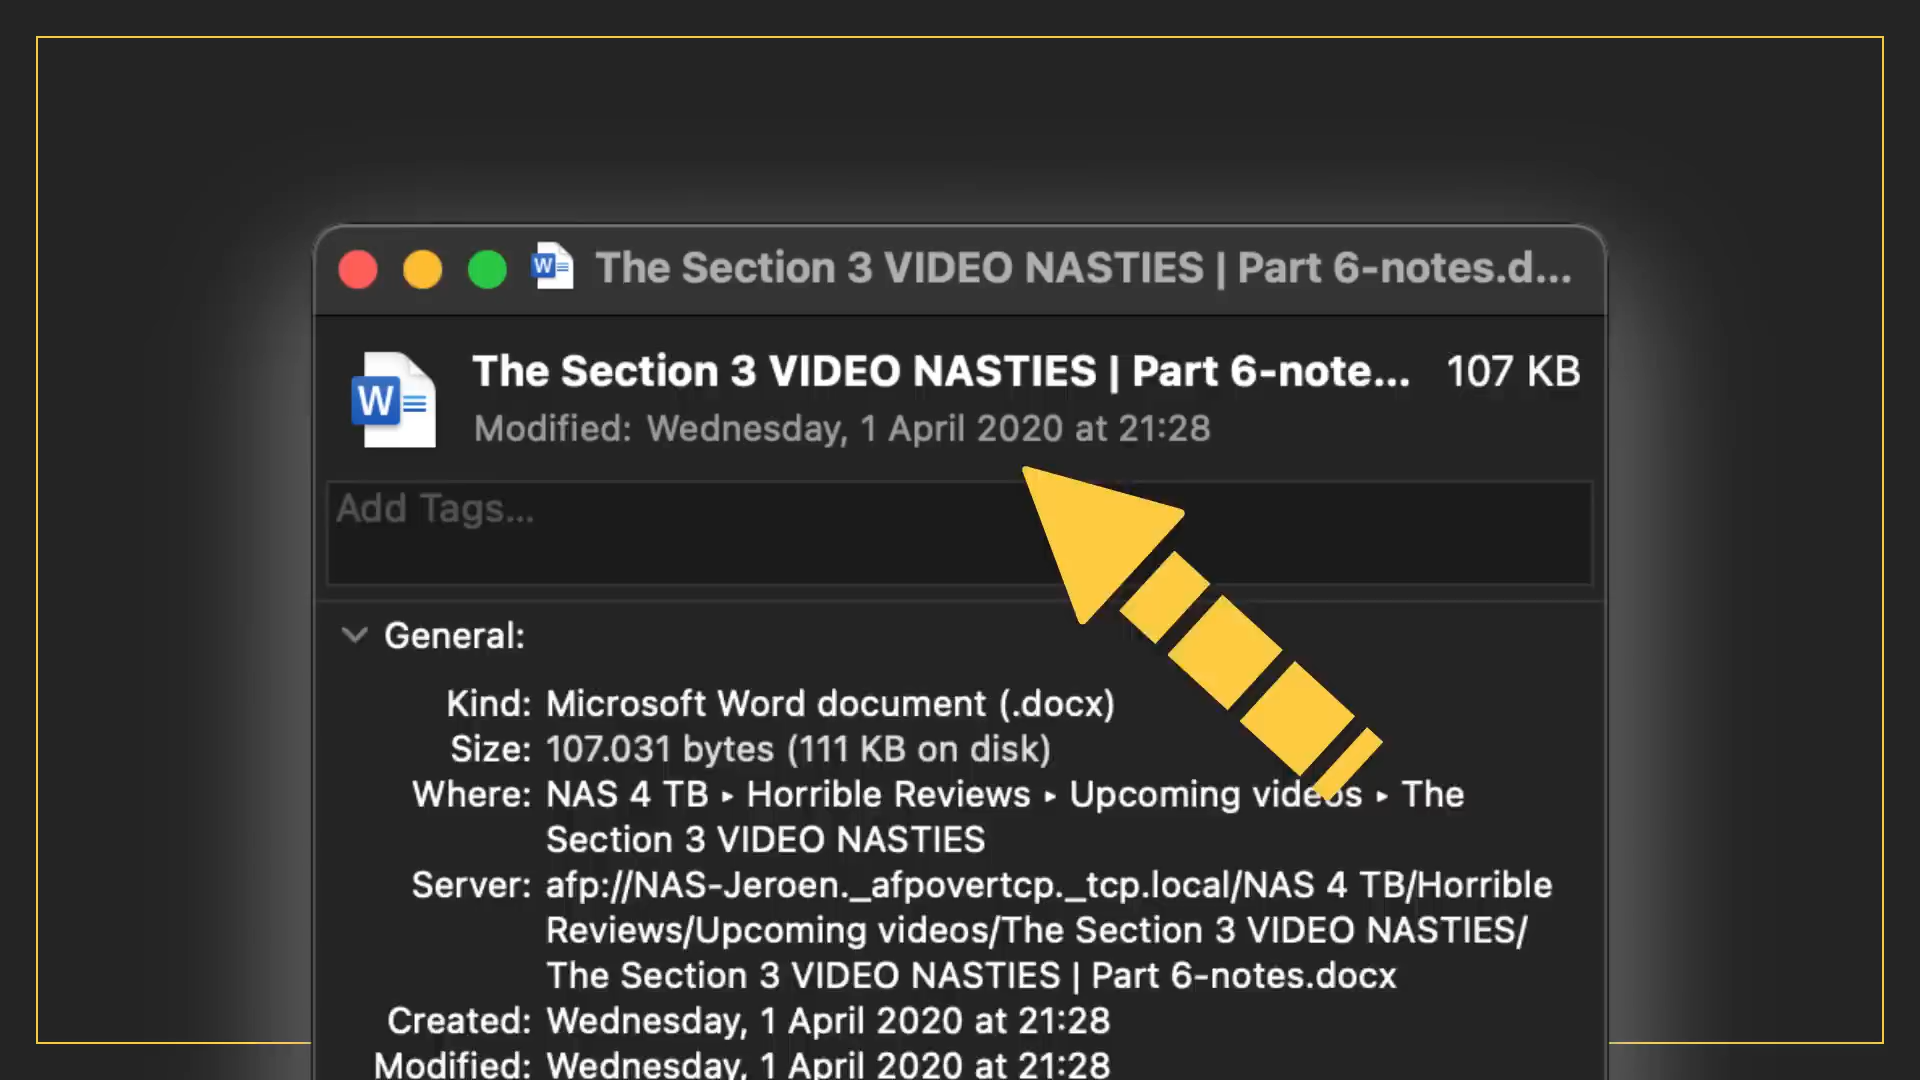 The Section 3 VIDEO NASTIES | Part 6-notes.d...
The Section 3 VIDEO NASTIES | Part 6-note... 107 KB
Modified: Wednesday, 1 April 2020 at 21:28
Add Tags...
General:
Kind: Microsoft Word document (.docx)
Size: 107.031 bytes (111 KB on disk)
Where: NAS 4 TB ▸ Horrible Reviews ▸ Upcoming videos ▸ The
Section 3 VIDEO NASTIES
Server: afp://NAS-Jeroen._afpovertcp._tcp.local/NAS 4 TB/Horrible
Reviews/Upcoming videos/The Section 3 VIDEO NASTIES/
The Section 3 VIDEO NASTIES | Part 6-notes.docx
Created: Wednesday, 1 April 2020 at 21:28
Modified: Wednesday, 1 April 2020 at 21:28